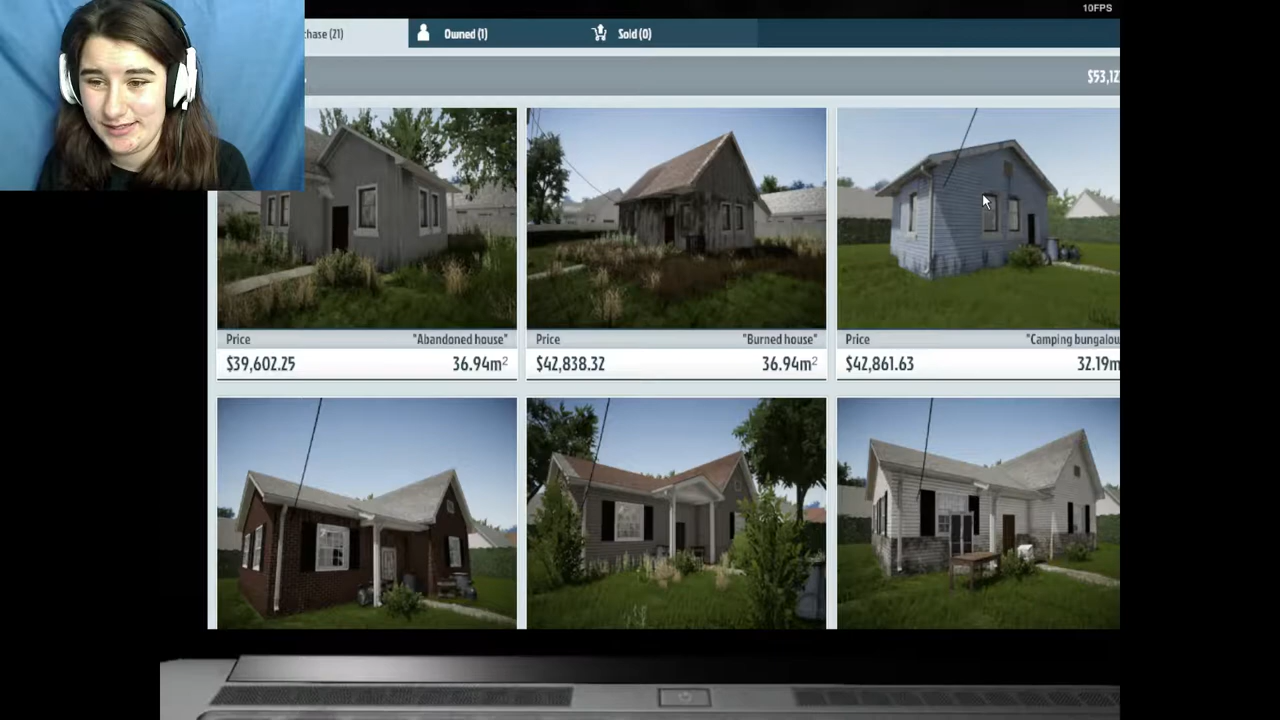 10FPS
chase (21)
Owned (1)
Sold (0)
$53,12
Price "Abandoned house"
$39,602.25 36.94m²
Price "Burned house"
$42,838.32 36.94m²
Price "Camping bungalou
$42,861.63 32.19m